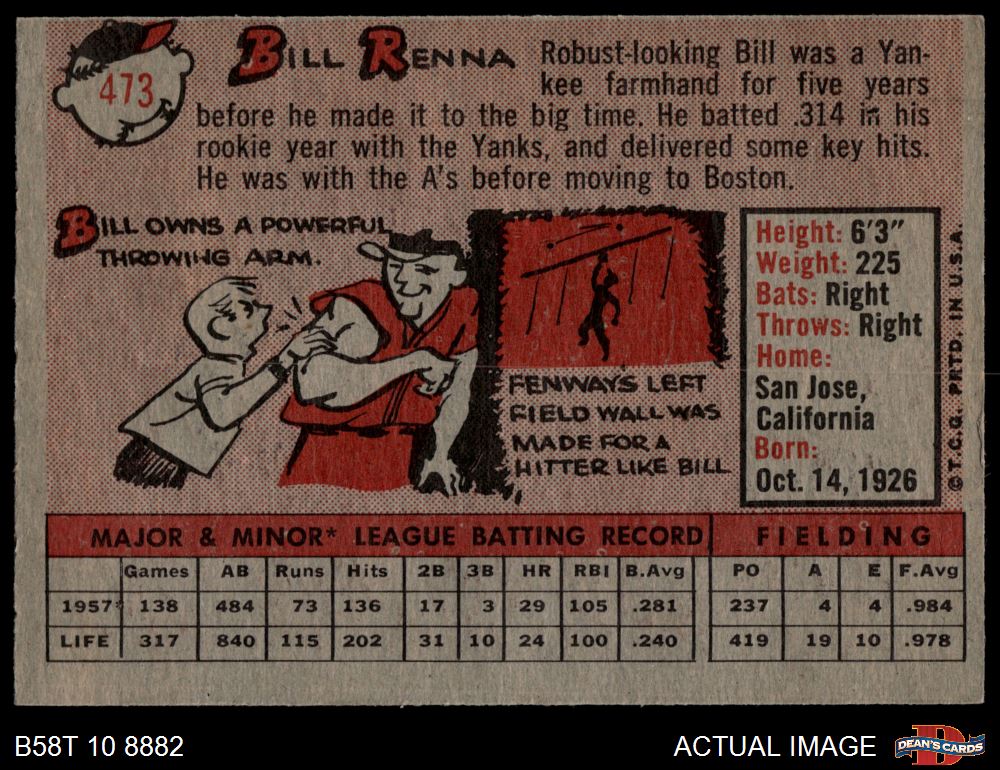 473
BILL RENNA
Robust-looking Bill was a Yan-
kee farmhand for five years
before he made it to the big time. He batted .314 in his
rookie year with the Yanks, and delivered some key hits.
He was with the A's before moving to Boston.
BILL OWNS A POWERFUL
THROWING ARM.
FENWAYS LEFT
FIELD WALL WAS
MADE FOR A
HITTER LIKE BILL
Height: 6'3"
Weight: 225
Bats: Right
Throws: Right
Home:
San Jose,
California
Born:
Oct. 14, 1926
©T.C.G. PRTD. IN U.S.A.
MAJOR & MINOR* LEAGUE BATTING RECORD FIELDING
Games AB Runs Hits 2B 3B HR RBI B.Avg PO A E F.Avg
1957* 138 484 73 136 17 3 29 105 .281 237 4 4 .984
LIFE 317 840 115 202 31 10 24 100 .240 419 19 10 .978
B58T 10 8882
ACTUAL IMAGE
D
DEAN'S CARDS